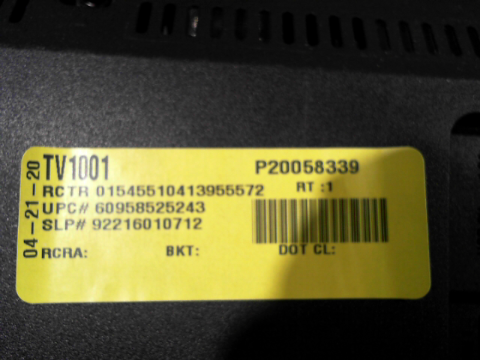 04-21-20
TV1001 P20058339
RCTR 01545510413955572 RT :1
UPC# 60958525243
SLP# 92216010712
RCRA: BKT: DOT CL: